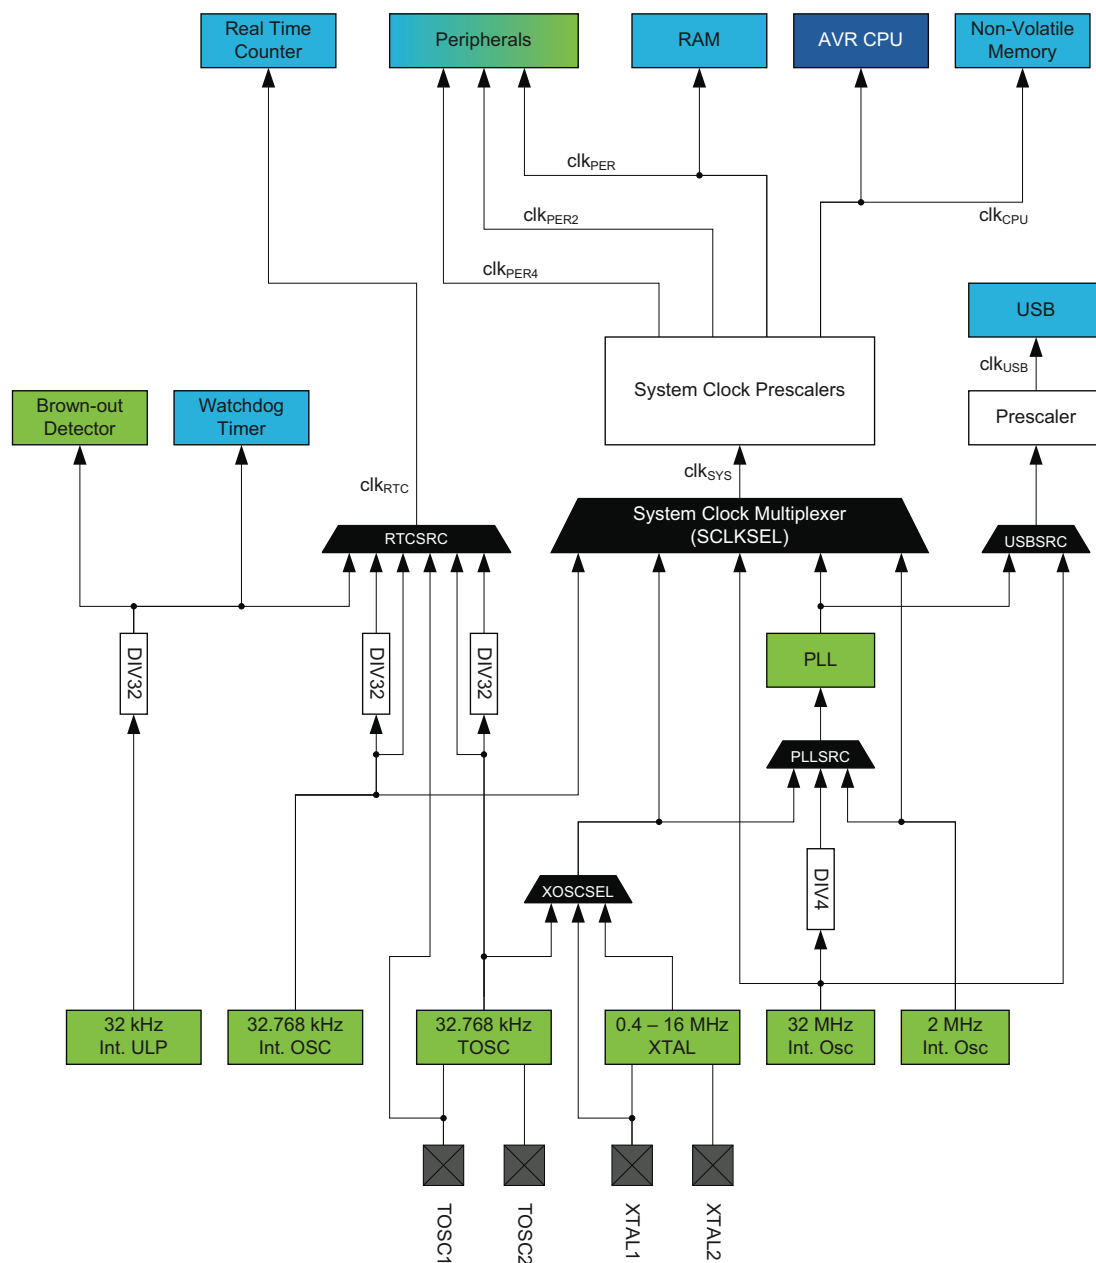 Real Time
Counter
Peripherals
RAM
AVR CPU
Non-Volatile
Memory
clkPER
clkPER2
clkCPU
clkPER4
USB
clkUSB
System Clock Prescalers
Brown-out
Detector
Watchdog
Timer
Prescaler
clkRTC
clkSYS
System Clock Multiplexer
(SCLKSEL)
RTCSRC
USBSRC
DIV32
DIV32
DIV32
PLL
PLLSRC
XOSCSEL
DIV4
32 kHz
Int. ULP
32.768 kHz
Int. OSC
32.768 kHz
TOSC
0.4 – 16 MHz
XTAL
32 MHz
Int. Osc
2 MHz
Int. Osc
TOSC1
TOSC2
XTAL1
XTAL2